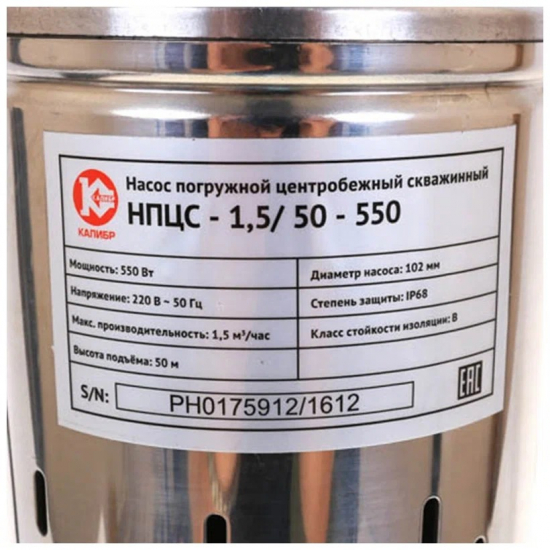 КАЛИБР
КАЛИБР
Насос погружной центробежный скважинный
НПЦС - 1,5/ 50 - 550
Мощность: 550 Вт
Напряжение: 220 В ~ 50 Гц
Макс. производительность: 1,5 м³/час
Высота подъёма: 50 м
Диаметр насоса: 102 мм
Степень защиты: IP68
Класс стойкости изоляции: В
S/N: PH0175912/1612
EAC